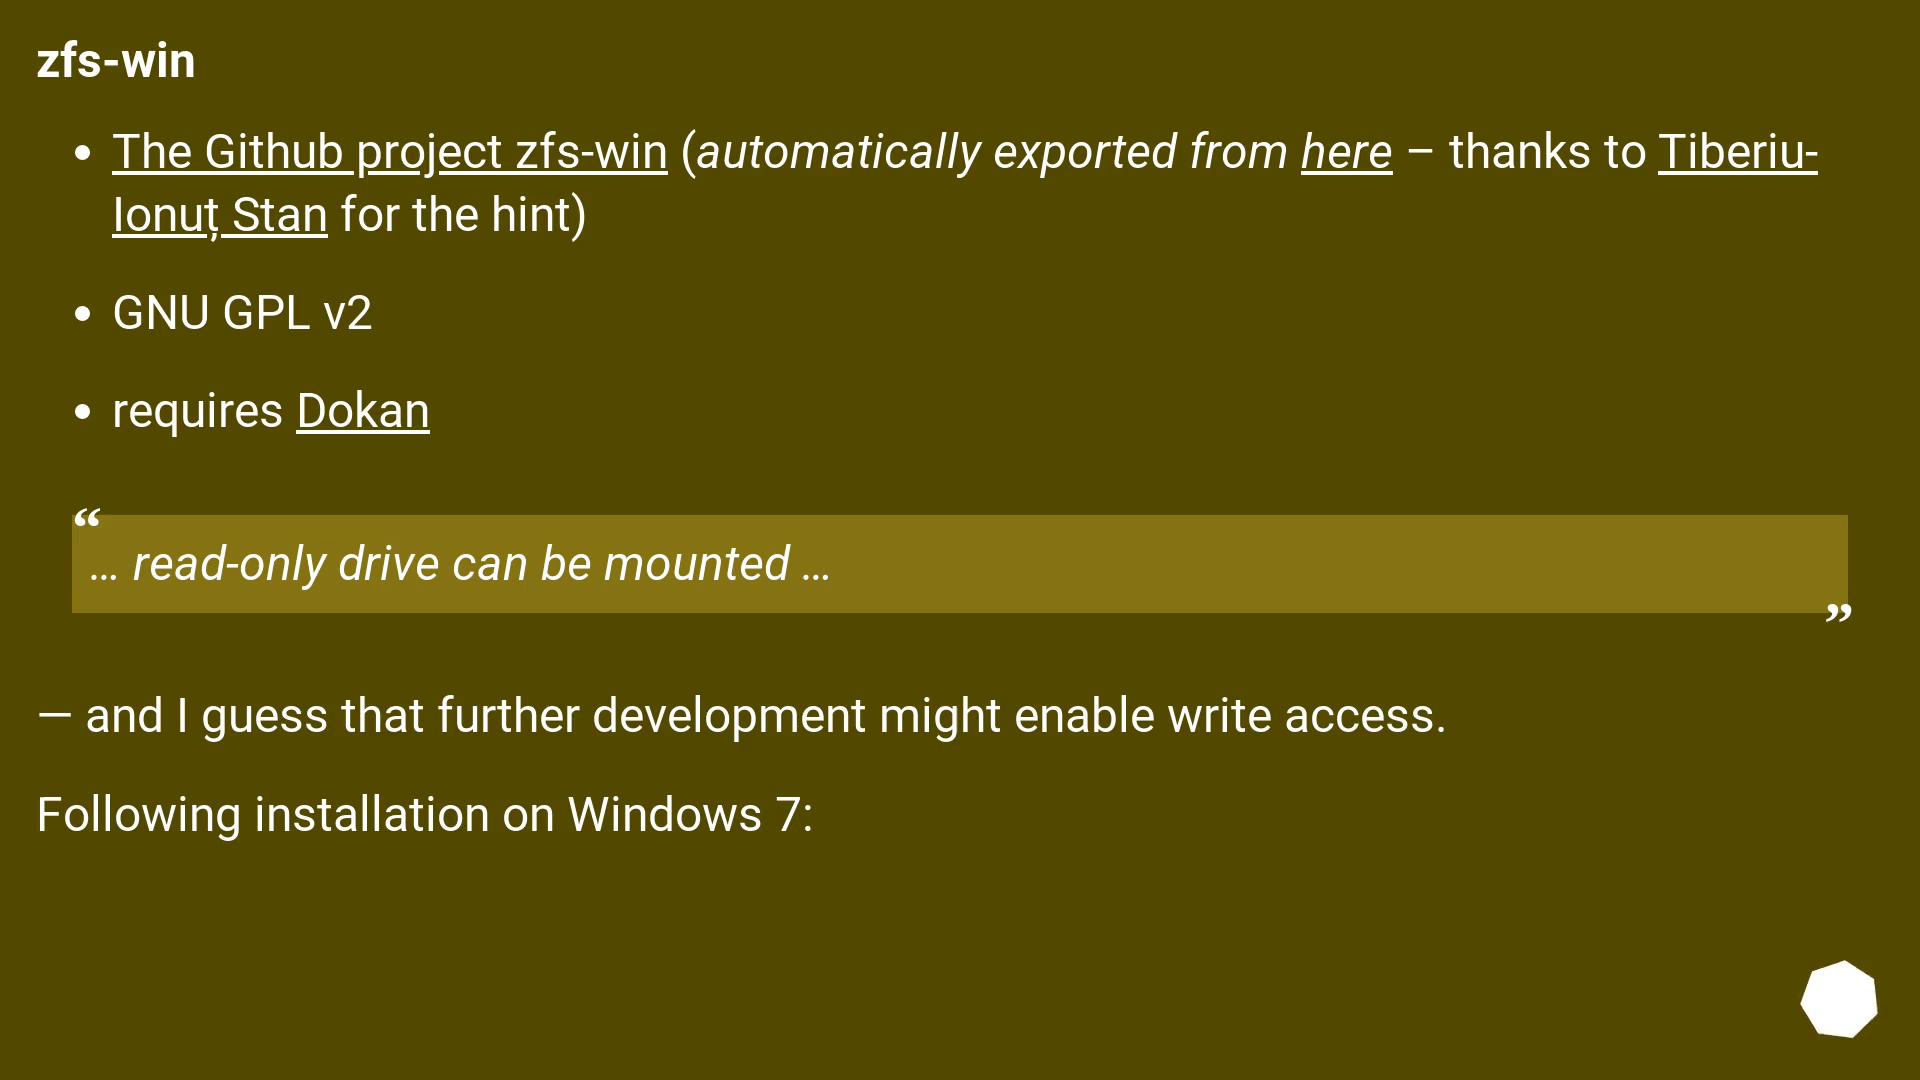 zfs-win
• The Github project zfs-win (automatically exported from here – thanks to Tiberiu-
Ionuț Stan for the hint)
• GNU GPL v2
• requires Dokan
“
… read-only drive can be mounted …
”
— and I guess that further development might enable write access.
Following installation on Windows 7: